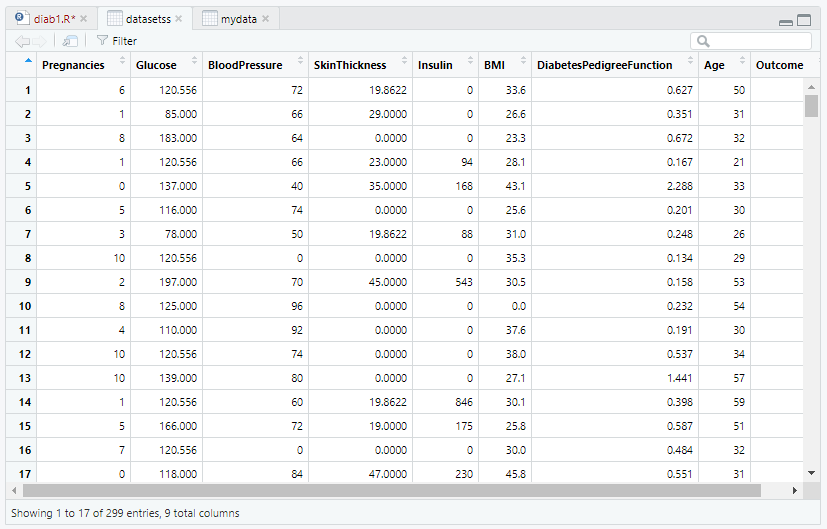 diab1.R* datasetss mydata
Filter
Pregnancies Glucose BloodPressure SkinThickness Insulin BMI DiabetesPedigreeFunction Age Outcome
1 6 120.556 72 19.8622 0 33.6 0.627 50
2 1 85.000 66 29.0000 0 26.6 0.351 31
3 8 183.000 64 0.0000 0 23.3 0.672 32
4 1 120.556 66 23.0000 94 28.1 0.167 21
5 0 137.000 40 35.0000 168 43.1 2.288 33
6 5 116.000 74 0.0000 0 25.6 0.201 30
7 3 78.000 50 19.8622 88 31.0 0.248 26
8 10 120.556 0 0.0000 0 35.3 0.134 29
9 2 197.000 70 45.0000 543 30.5 0.158 53
10 8 125.000 96 0.0000 0 0.0 0.232 54
11 4 110.000 92 0.0000 0 37.6 0.191 30
12 10 120.556 74 0.0000 0 38.0 0.537 34
13 10 139.000 80 0.0000 0 27.1 1.441 57
14 1 120.556 60 19.8622 846 30.1 0.398 59
15 5 166.000 72 19.0000 175 25.8 0.587 51
16 7 120.556 0 0.0000 0 30.0 0.484 32
17 0 118.000 84 47.0000 230 45.8 0.551 31
Showing 1 to 17 of 299 entries, 9 total columns